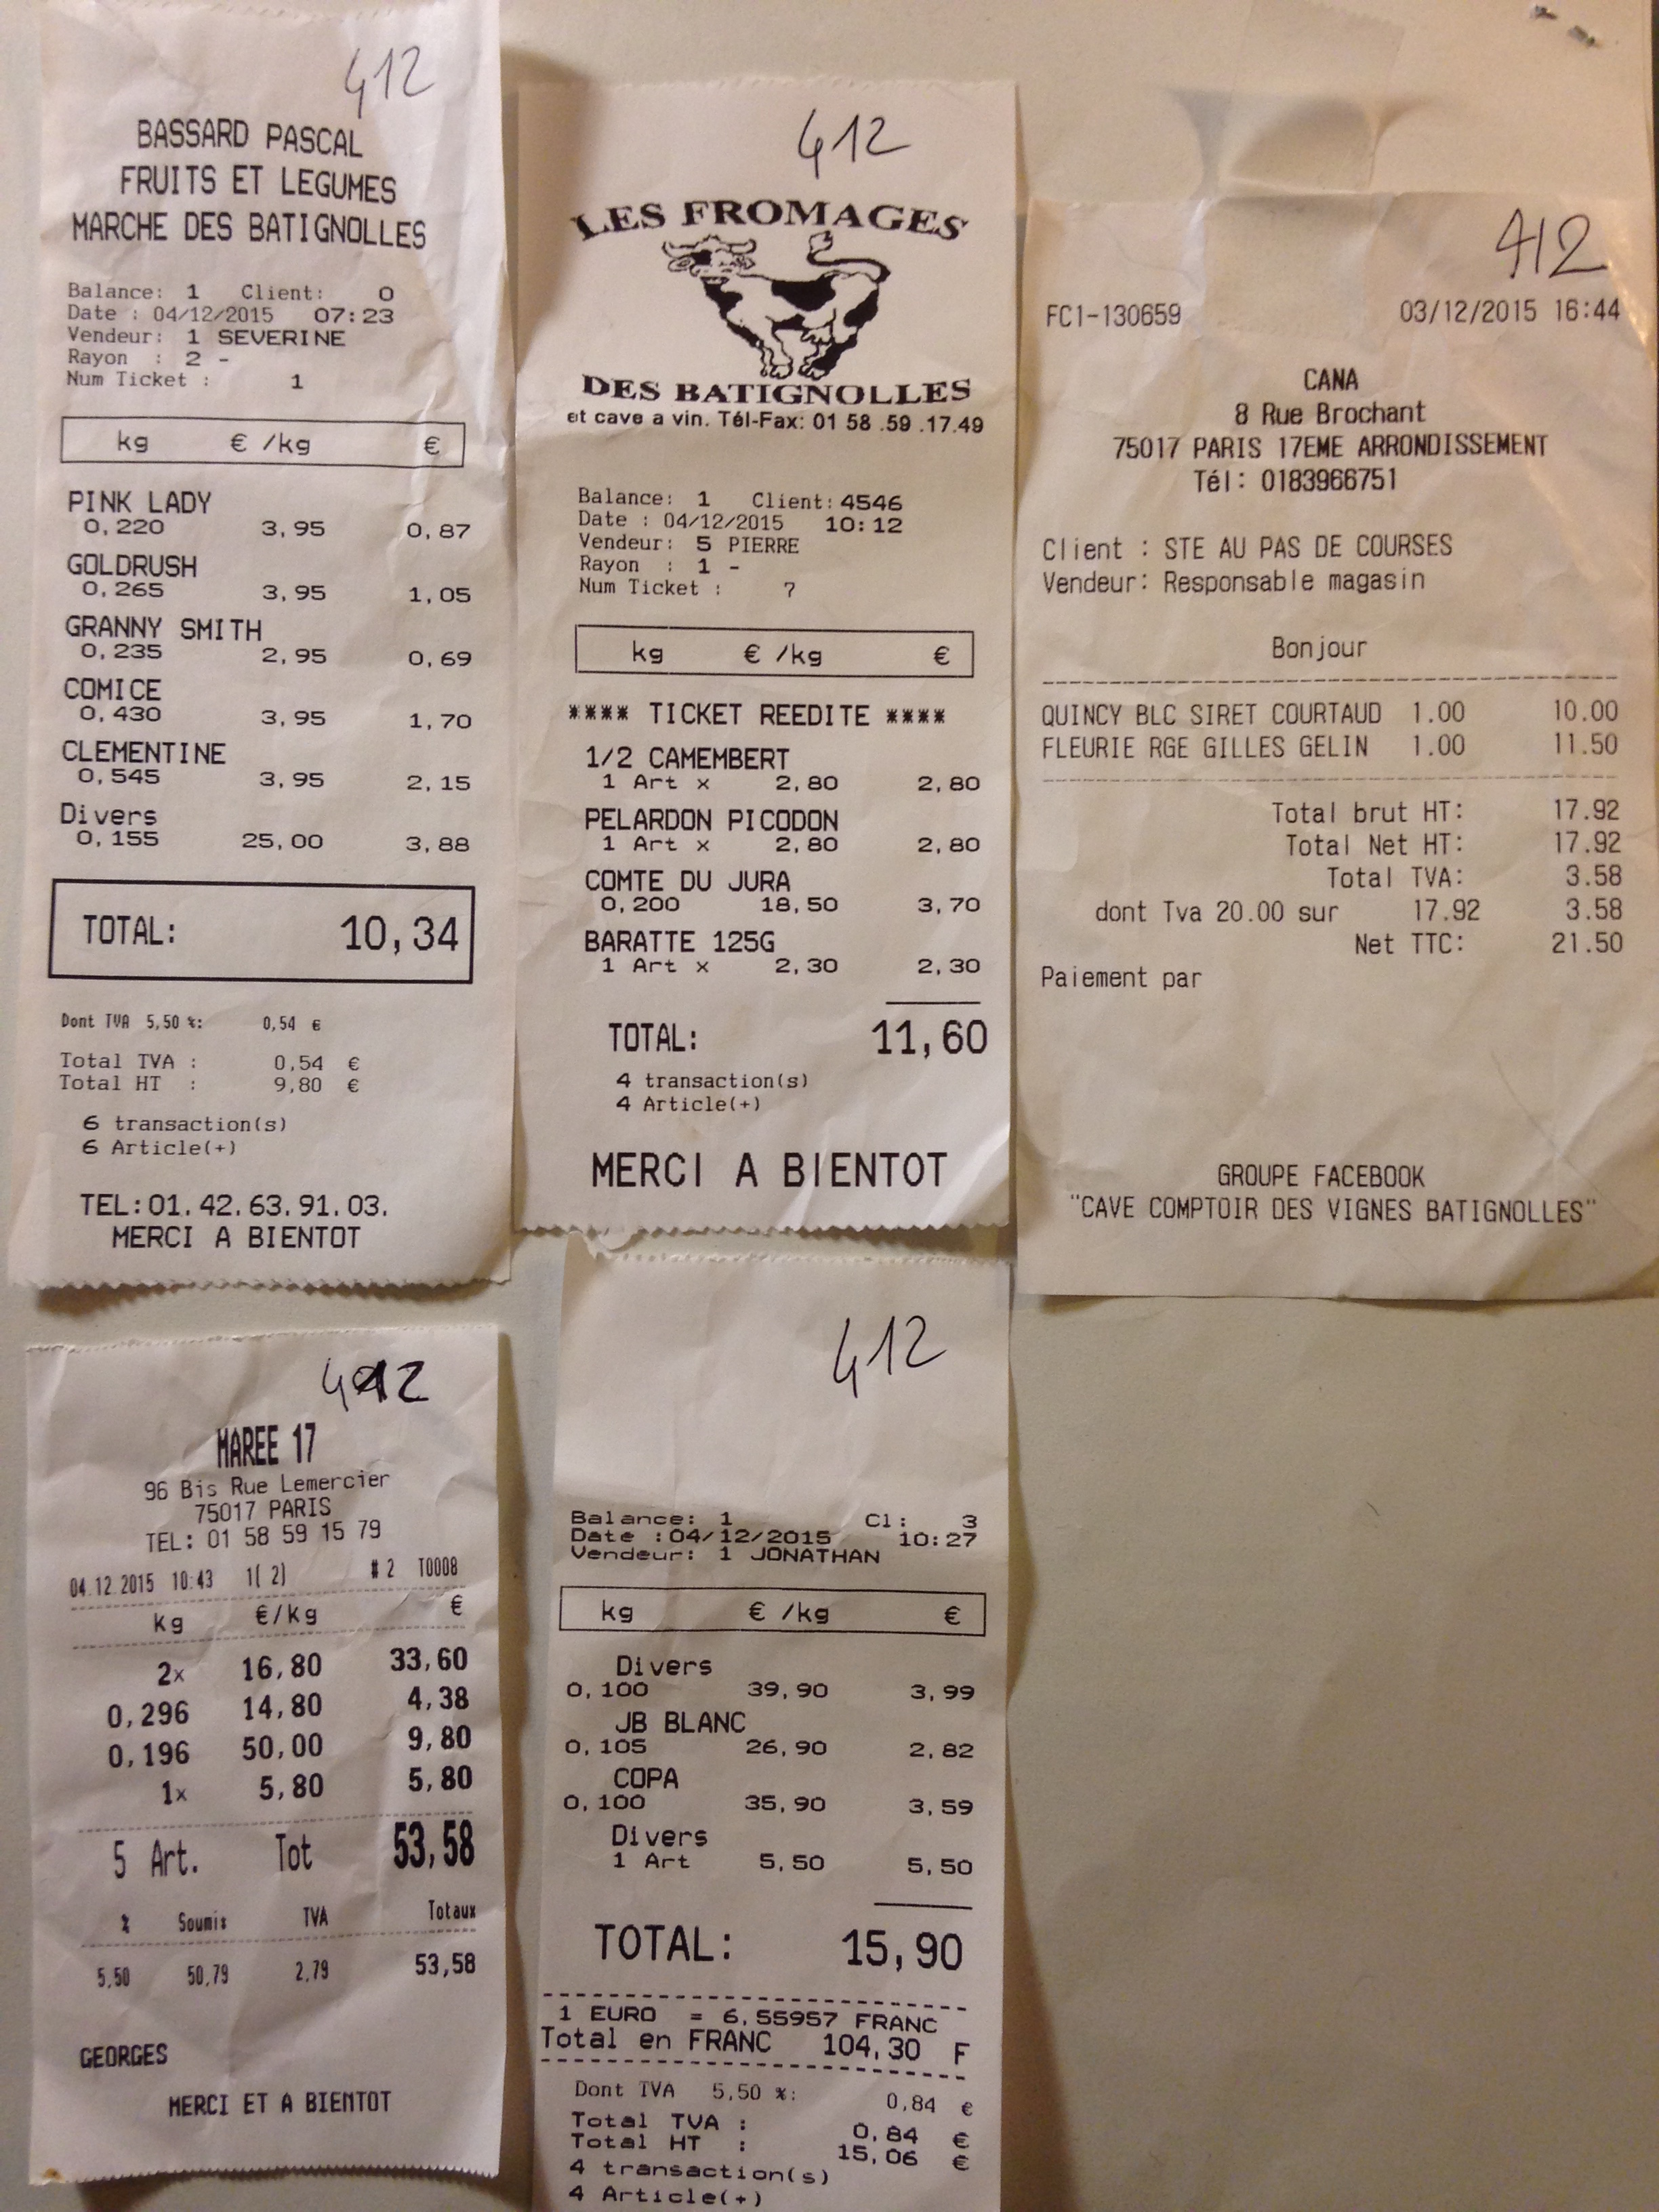 412
BASSARD PASCAL
FRUITS ET LEGUMES
MARCHE DES BATIGNOLLES
Balance: 1 Client: 0
Date : 04/12/2015 07:23
Vendeur: 1 SEVERINE
Rayon : 2 -
Num Ticket : 1
kg € /kg €
PINK LADY
0,220 3,95 0,87
GOLDRUSH
0,265 3,95 1,05
GRANNY SMITH
0,235 2,95 0,69
COMICE
0,430 3,95 1,70
CLEMENTINE
0,545 3,95 2,15
Divers
0,155 25,00 3,88
TOTAL: 10,34
Dont TVA 5,50 %: 0,54 €
Total TVA : 0,54 €
Total HT : 9,80 €
6 transaction(s)
6 Article(+)
TEL:01.42.63.91.03.
MERCI A BIENTOT
412
LES FROMAGES
DES BATIGNOLLES
et cave a vin. Tél-Fax: 01 58 .59 .17.49
Balance: 1 Client:4546
Date : 04/12/2015 10:12
Vendeur: 5 PIERRE
Rayon : 1 -
Num Ticket : 7
kg € /kg €
**** TICKET REEDITE ****
1/2 CAMEMBERT
1 Art x 2,80 2,80
PELARDON PICODON
1 Art x 2,80 2,80
COMTE DU JURA
0,200 18,50 3,70
BARATTE 125G
1 Art x 2,30 2,30
TOTAL: 11,60
4 transaction(s)
4 Article(+)
MERCI A BIENTOT
412
FC1-130659 03/12/2015 16:44
CANA
8 Rue Brochant
75017 PARIS 17EME ARRONDISSEMENT
Tél: 0183966751
Client : STE AU PAS DE COURSES
Vendeur: Responsable magasin
Bonjour
QUINCY BLC SIRET COURTAUD 1.00 10.00
FLEURIE RGE GILLES GELIN 1.00 11.50
Total brut HT: 17.92
Total Net HT: 17.92
Total TVA: 3.58
dont Tva 20.00 sur 17.92 3.58
Net TTC: 21.50
Paiement par
GROUPE FACEBOOK
"CAVE COMPTOIR DES VIGNES BATIGNOLLES"
412
MAREE 17
96 Bis Rue Lemercier
75017 PARIS
TEL: 01 58 59 15 79
04.12.2015 10:43 1( 2) #2 T0008
kg €/kg €
2x 16,80 33,60
0,296 14,80 4,38
0,196 50,00 9,80
1x 5,80 5,80
5 Art. Tot 53,58
% Soumis TVA Totaux
5,50 50,79 2,79 53,58
GEORGES
MERCI ET A BIENTOT
412
Balance: 1 Cl: 3
Date :04/12/2015 10:27
Vendeur: 1 JONATHAN
kg € /kg €
Divers
0,100 39,90 3,99
JB BLANC
0,105 26,90 2,82
COPA
0,100 35,90 3,59
Divers
1 Art 5,50 5,50
TOTAL: 15,90
1 EURO = 6,55957 FRANC
Total en FRANC 104,30 F
Dont TVA 5,50 %: 0,84 €
Total TVA : 0,84 €
Total HT : 15,06 €
4 transaction(s)
4 Article(+)